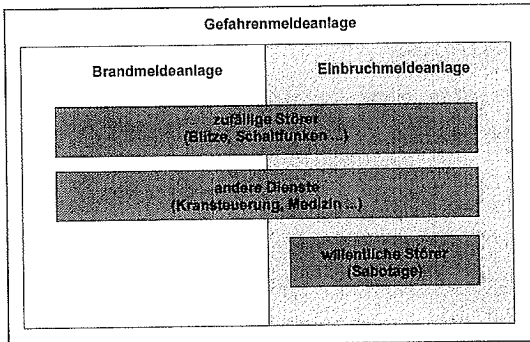 Gefahrenmeldeanlage
Brandmeldeanlage
Einbruchmeldeanlage
zufällige Störer
(Blitze, Schaltfunken ...)
andere Dienste
(Kransteuerung, Medizin ...)
willentliche Störer
(Sabotage)